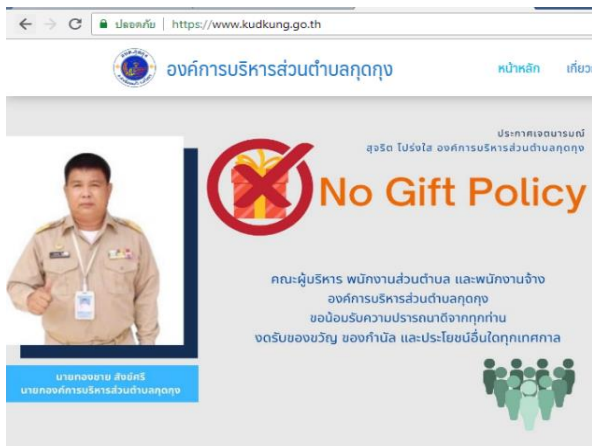 ปลอดภัย | https://www.kudkung.go.th
องค์การบริหารส่วนตำบลกุดกุง
หน้าหลัก
ประกาศเจตนารมณ์
สุจริต โปร่งใส องค์การบริหารส่วนตำบลกุดกุง
No Gift Policy
คณะผู้บริหาร พนักงานส่วนตำบล และพนักงานจ้าง
องค์การบริหารส่วนตำบลกุดกุง
ขอน้อมรับความปรารถนาดีจากทุกท่าน
งดรับของขวัญ ของกำนัล และประโยชน์อื่นใดทุกเทศกาล
นายทองชาย สิงห์ศรี
นายกองค์การบริหารส่วนตำบลกุดกุง